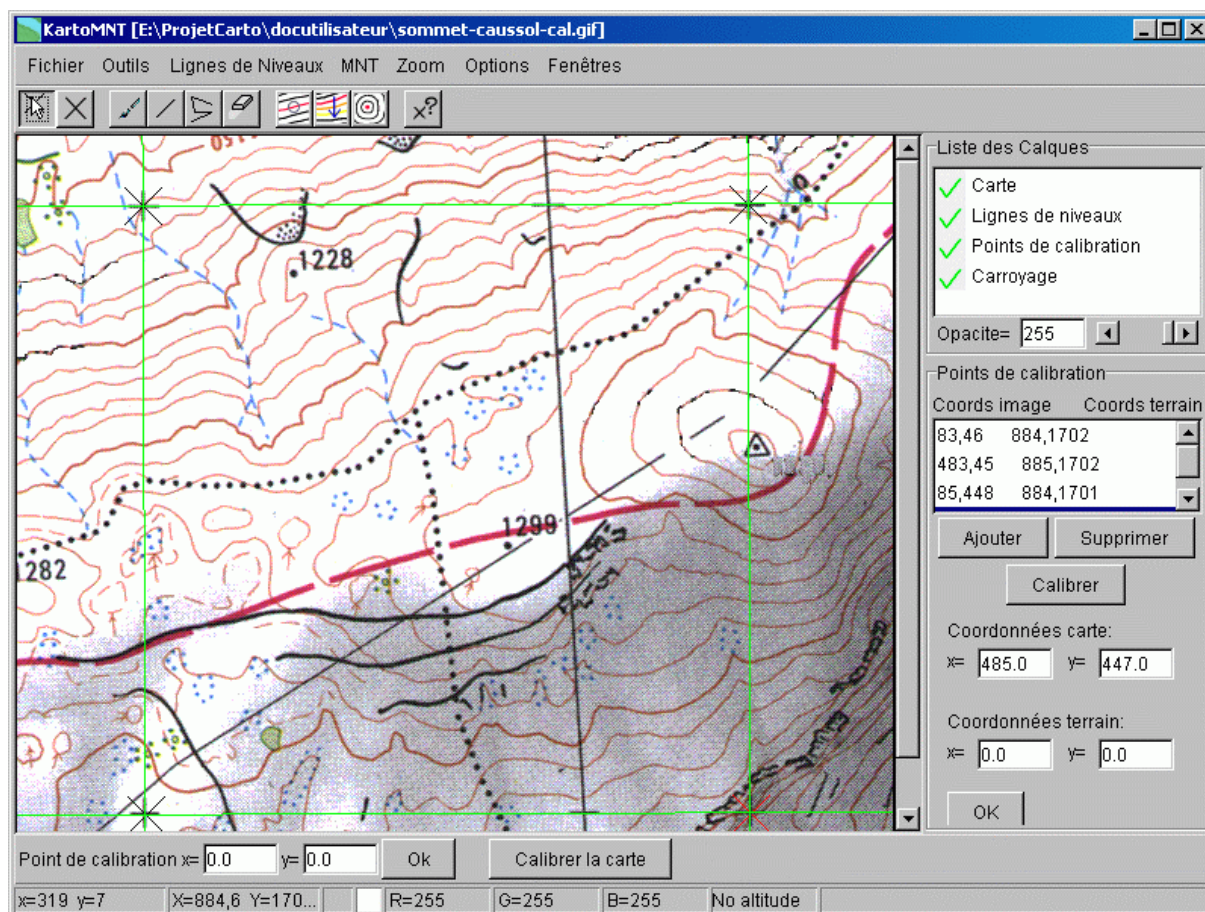 KartoMNT [E:\ProjetCarto\docutilisateur\sommet-caussol-cal.gif]
Fichier Outils Lignes de Niveaux MNT Zoom Options Fenêtres
x?
1228
1299
1282
Liste des Calques
Carte
Lignes de niveaux
Points de calibration
Carroyage
Opacite= 255
Points de calibration
Coords image Coords terrain
83,46 884,1702
483,45 885,1702
85,448 884,1701
Ajouter Supprimer
Calibrer
Coordonnées carte:
x= 485.0 y= 447.0
Coordonnées terrain:
x= 0.0 y= 0.0
OK
Point de calibration x= 0.0 y= 0.0 Ok Calibrer la carte
x=319 y=7 X=884,6 Y=170... R=255 G=255 B=255 No altitude